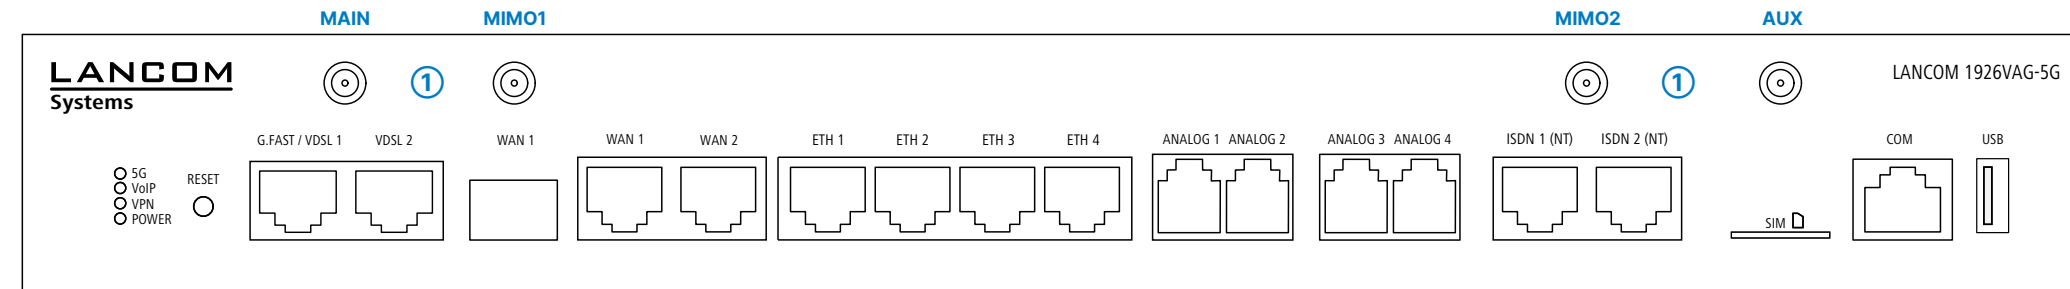 MAIN MIMO1 MIMO2 AUX
LANCOM
Systems
1 1
LANCOM 1926VAG-5G
G.FAST / VDSL 1 VDSL 2 WAN 1 WAN 1 WAN 2 ETH 1 ETH 2 ETH 3 ETH 4 ANALOG 1 ANALOG 2 ANALOG 3 ANALOG 4 ISDN 1 (NT) ISDN 2 (NT) COM USB
5G
VoIP
VPN
POWER
RESET
SIM